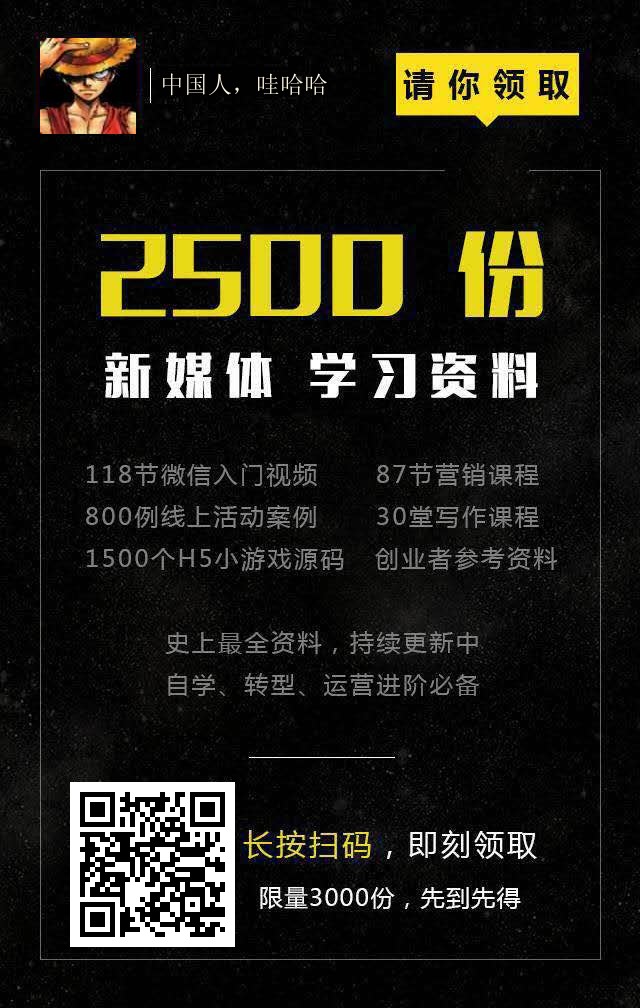 中国人，哇哈哈
请你领取
2500 份
新媒体 学习资料
118节微信入门视频 87节营销课程
800例线上活动案例 30堂写作课程
1500个H5小游戏源码 创业者参考资料
史上最全资料，持续更新中
自学、转型、运营进阶必备
长按扫码，即刻领取
限量3000份，先到先得